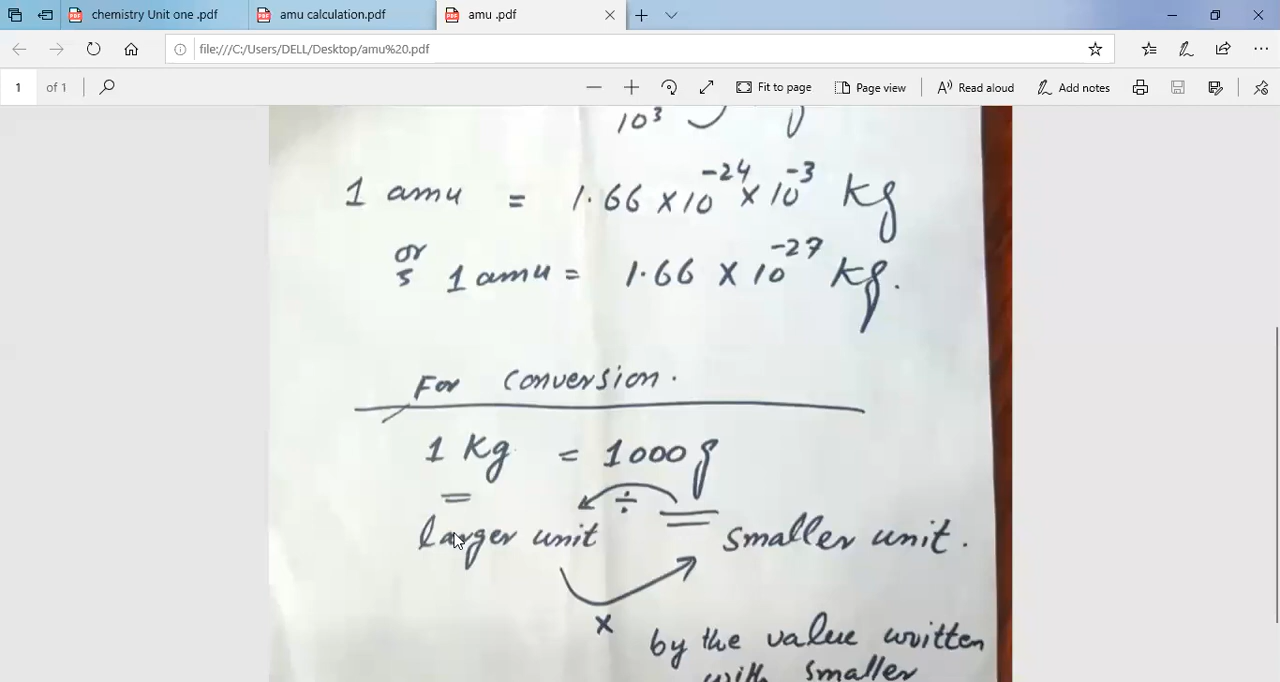 chemistry Unit one .pdf
amu calculation.pdf
amu .pdf
file:///C:/Users/DELL/Desktop/amu%20.pdf
1 of 1
Fit to page
Page view
Read aloud
Add notes
10³
1 amu = 1.66 x 10⁻²⁴ x 10⁻³ kg
or
s 1 amu = 1.66 x 10⁻²⁷ kg.
For conversion.
1 Kg = 1000 g
÷
larger unit smaller unit.
x
by the value written
with smaller